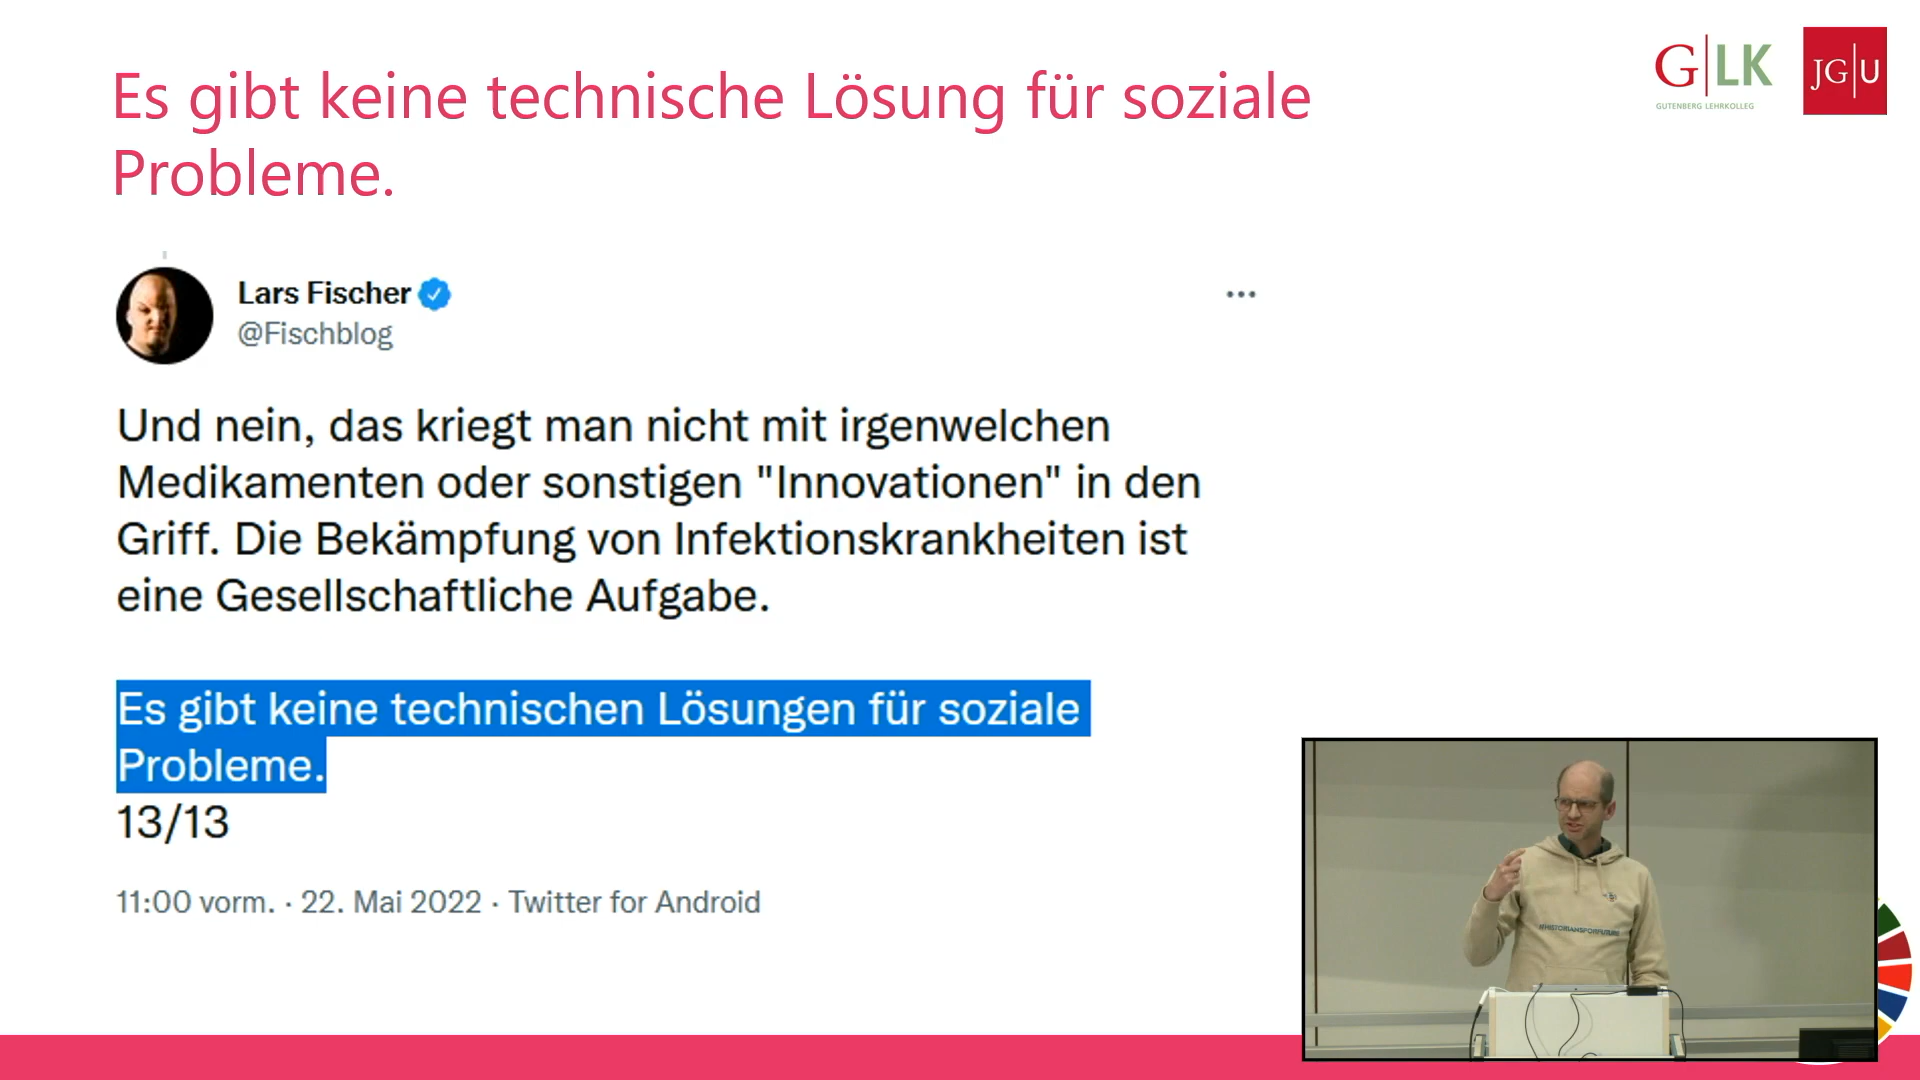 Es gibt keine technische Lösung für soziale
Probleme.
G|LK
GUTENBERG LEHRKOLLEG
JG|U
Lars Fischer
@Fischblog
Und nein, das kriegt man nicht mit irgenwelchen
Medikamenten oder sonstigen "Innovationen" in den
Griff. Die Bekämpfung von Infektionskrankheiten ist
eine Gesellschaftliche Aufgabe.
Es gibt keine technischen Lösungen für soziale
Probleme.
13/13
11:00 vorm. · 22. Mai 2022 · Twitter for Android
#HISTORIANSFORFUTURE